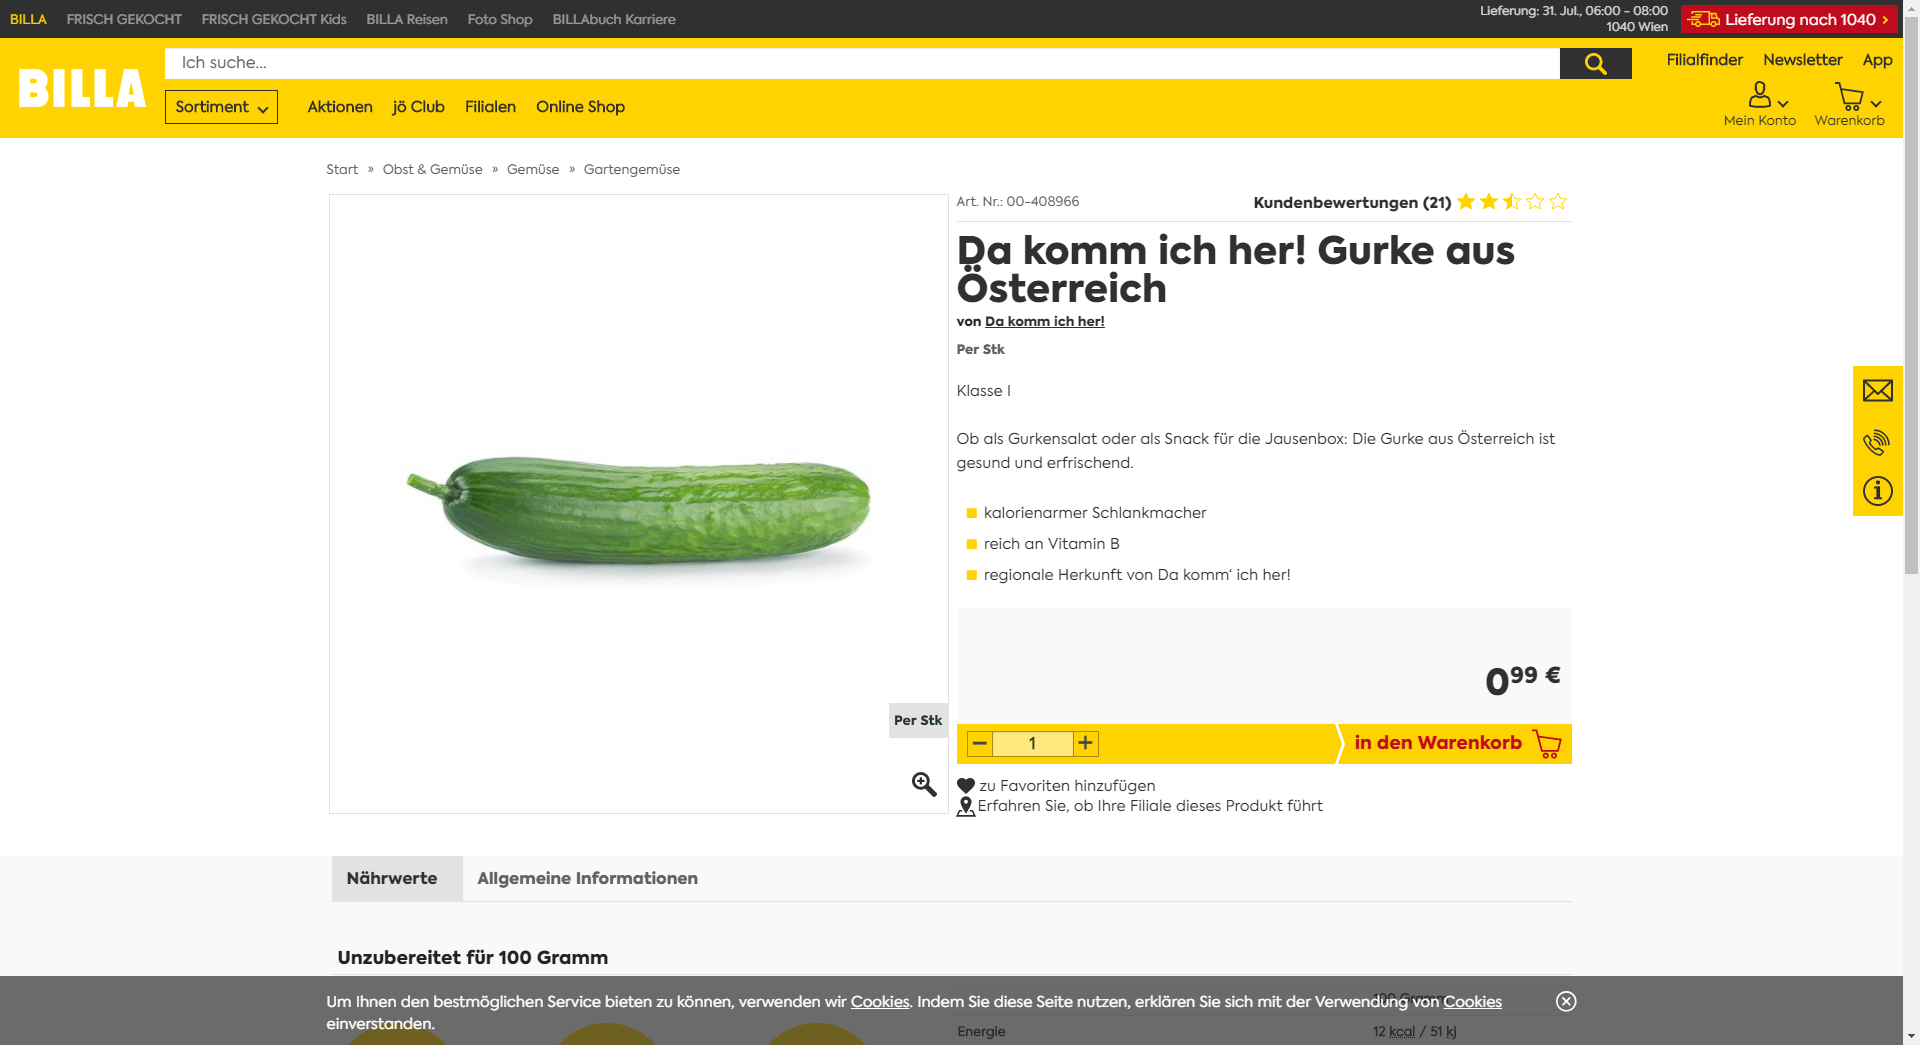 BILLA FRISCH GEKOCHT FRISCH GEKOCHT Kids BILLA Reisen Foto Shop BILLAbuch Karriere
Lieferung: 31. Jul., 06:00 - 08:00
1040 Wien
Lieferung nach 1040
BILLA
Ich suche...
Filialfinder Newsletter App
Sortiment Aktionen jö Club Filialen Online Shop
Mein Konto Warenkorb
Start » Obst & Gemüse » Gemüse » Gartengemüse
Art. Nr.: 00-408966
Kundenbewertungen (21)
Da komm ich her! Gurke aus
Österreich
von Da komm ich her!
Per Stk
Klasse I
Ob als Gurkensalat oder als Snack für die Jausenbox: Die Gurke aus Österreich ist
gesund und erfrischend.
kalorienarmer Schlankmacher
reich an Vitamin B
regionale Herkunft von Da komm‘ ich her!
0 99 €
Per Stk
1
in den Warenkorb
zu Favoriten hinzufügen
Erfahren Sie, ob Ihre Filiale dieses Produkt führt
Nährwerte Allgemeine Informationen
Unzubereitet für 100 Gramm
100 Gramm
Um Ihnen den bestmöglichen Service bieten zu können, verwenden wir Cookies. Indem Sie diese Seite nutzen, erklären Sie sich mit der Verwendung von Cookies
einverstanden.
Energie 12 kcal / 51 kj